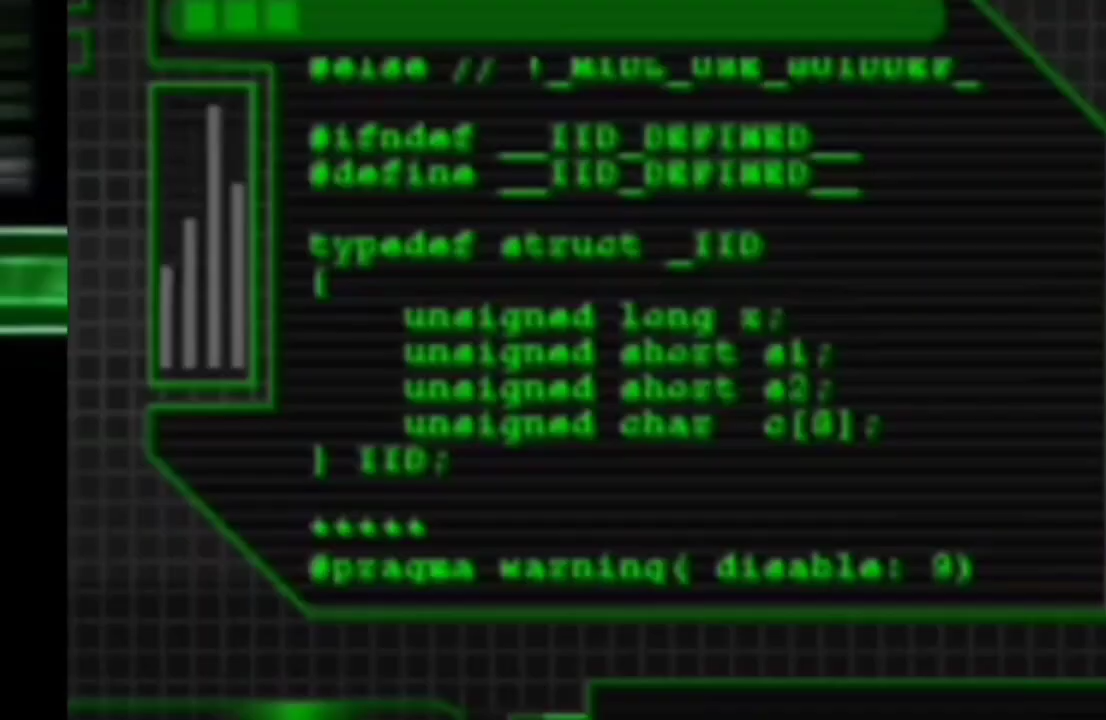 #else // !_MIDL_USE_GUIDDEF_
#ifndef __IID_DEFINED__
#define __IID_DEFINED__
typedef struct _IID
{
unsigned long x;
unsigned short s1;
unsigned short s2;
unsigned char c[8];
} IID;
*****
#pragma warning( disable: 9)